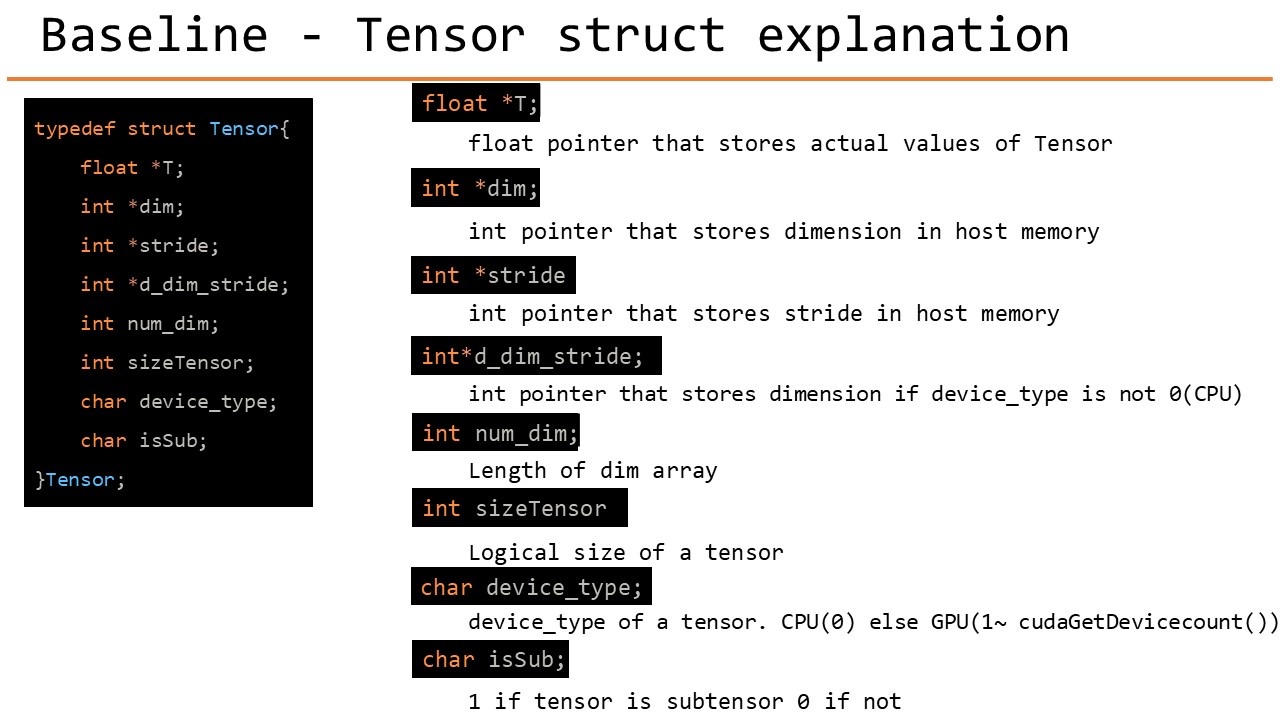 Baseline - Tensor struct explanation
typedef struct Tensor{
float *T;
int *dim;
int *stride;
int *d_dim_stride;
int num_dim;
int sizeTensor;
char device_type;
char isSub;
}Tensor;
float *T;
float pointer that stores actual values of Tensor
int *dim;
int pointer that stores dimension in host memory
int *stride
int pointer that stores stride in host memory
int*d_dim_stride;
int pointer that stores dimension if device_type is not 0(CPU)
int num_dim;
Length of dim array
int sizeTensor
Logical size of a tensor
char device_type;
device_type of a tensor. CPU(0) else GPU(1~ cudaGetDevicecount())
char isSub;
1 if tensor is subtensor 0 if not